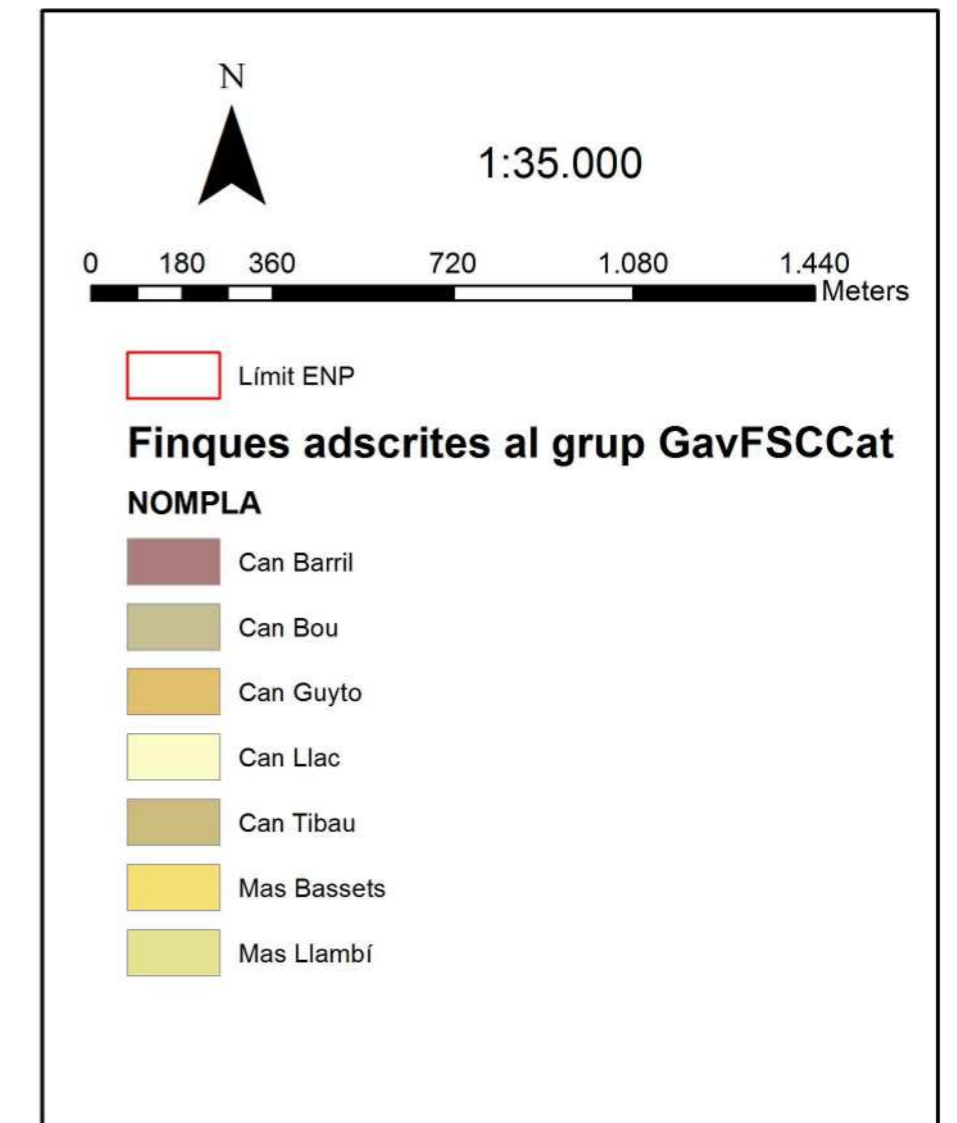 N
1:35.000
0 180 360 720 1.080 1.440
Meters
Límit ENP
Finques adscrites al grup GavFSCCat
NOMPLA
Can Barril
Can Bou
Can Guyto
Can Llac
Can Tibau
Mas Bassets
Mas Llambí